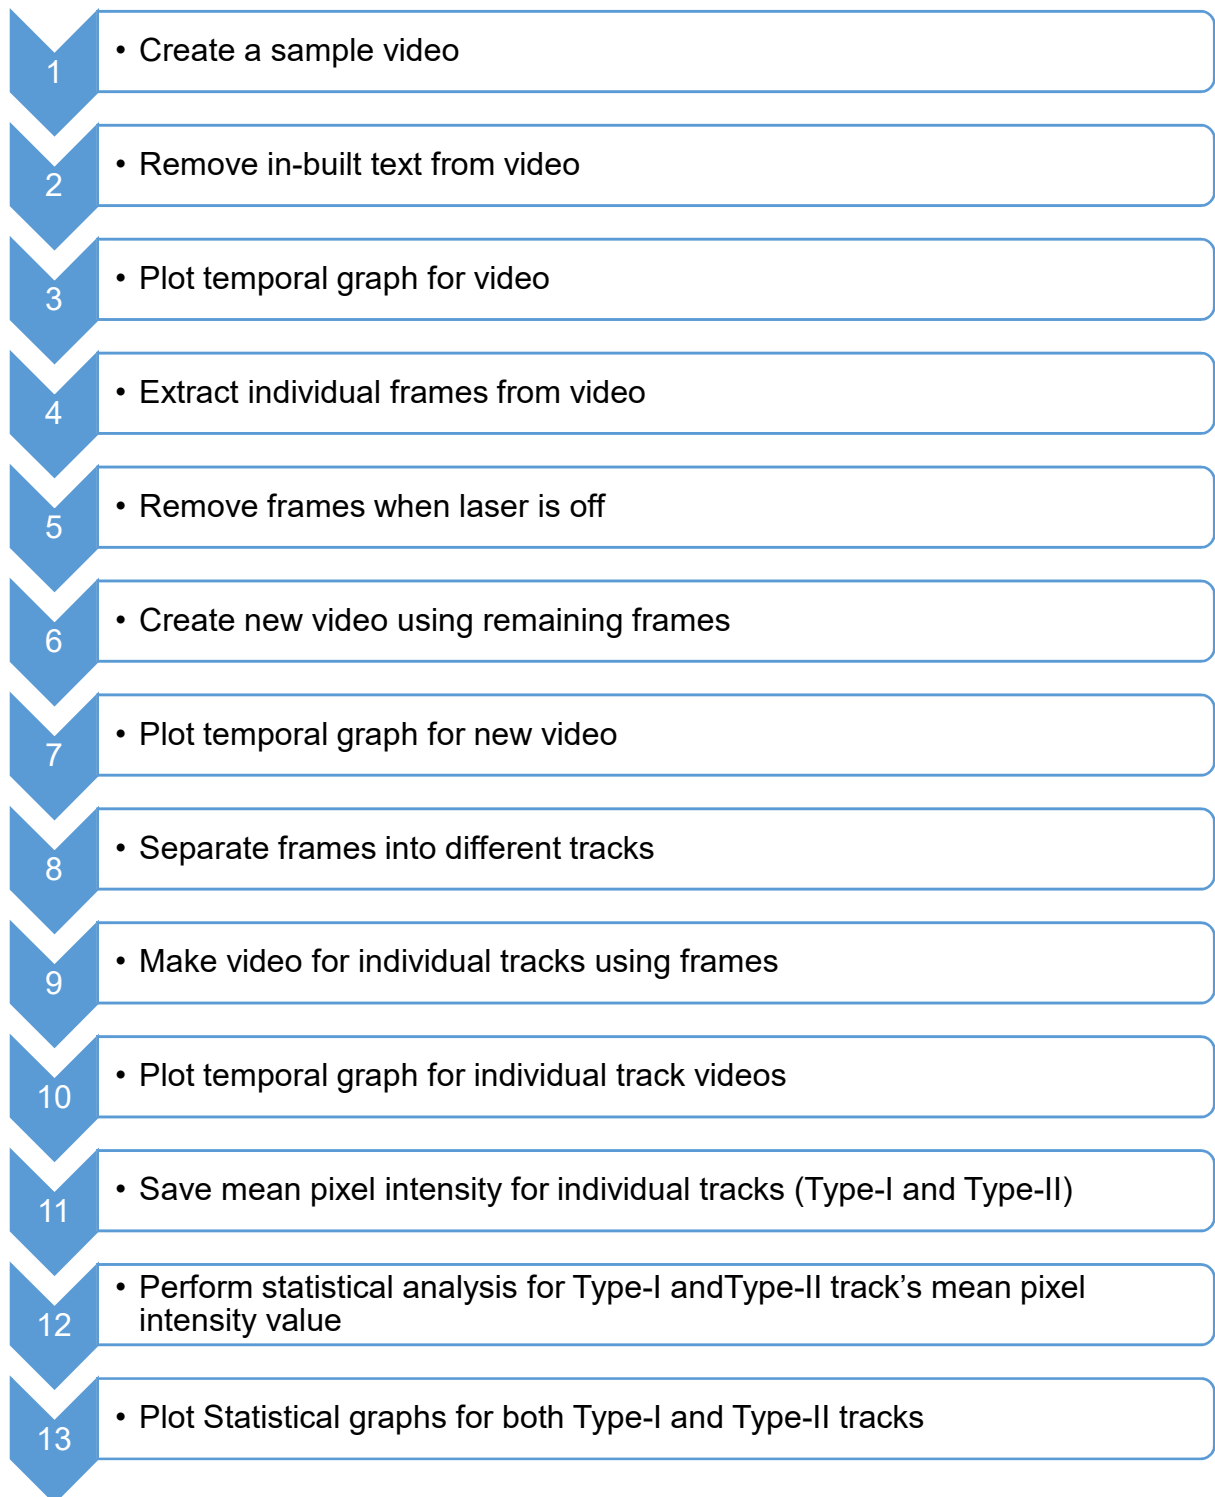 1
• Create a sample video
2
• Remove in-built text from video
3
• Plot temporal graph for video
4
• Extract individual frames from video
5
• Remove frames when laser is off
6
• Create new video using remaining frames
7
• Plot temporal graph for new video
8
• Separate frames into different tracks
9
• Make video for individual tracks using frames
10
• Plot temporal graph for individual track videos
11
• Save mean pixel intensity for individual tracks (Type-I and Type-II)
12
• Perform statistical analysis for Type-I andType-II track’s mean pixel
intensity value
13
• Plot Statistical graphs for both Type-I and Type-II tracks